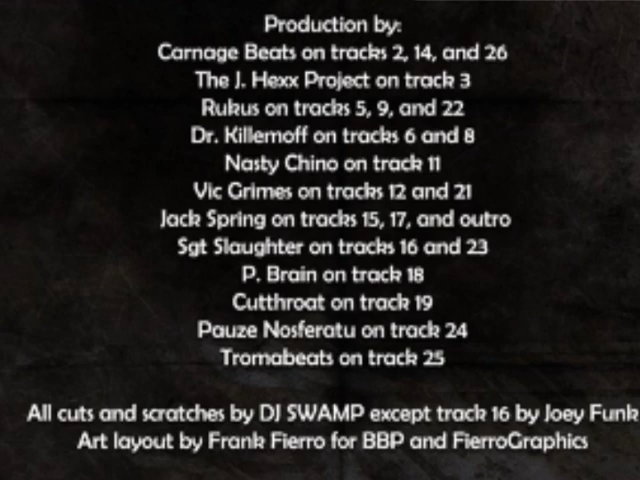 Production by:
Carnage Beats on tracks 2, 14, and 26
The J. Hexx Project on track 3
Rukus on tracks 5, 9, and 22
Dr. Killemoff on tracks 6 and 8
Nasty Chino on track 11
Vic Grimes on tracks 12 and 21
Jack Spring on tracks 15, 17, and outro
Sgt Slaughter on tracks 16 and 23
P. Brain on track 18
Cutthroat on track 19
Pauze Nosferatu on track 24
Tromabeats on track 25
All cuts and scratches by DJ SWAMP except track 16 by Joey Funk
Art layout by Frank Fierro for BBP and FierroGraphics